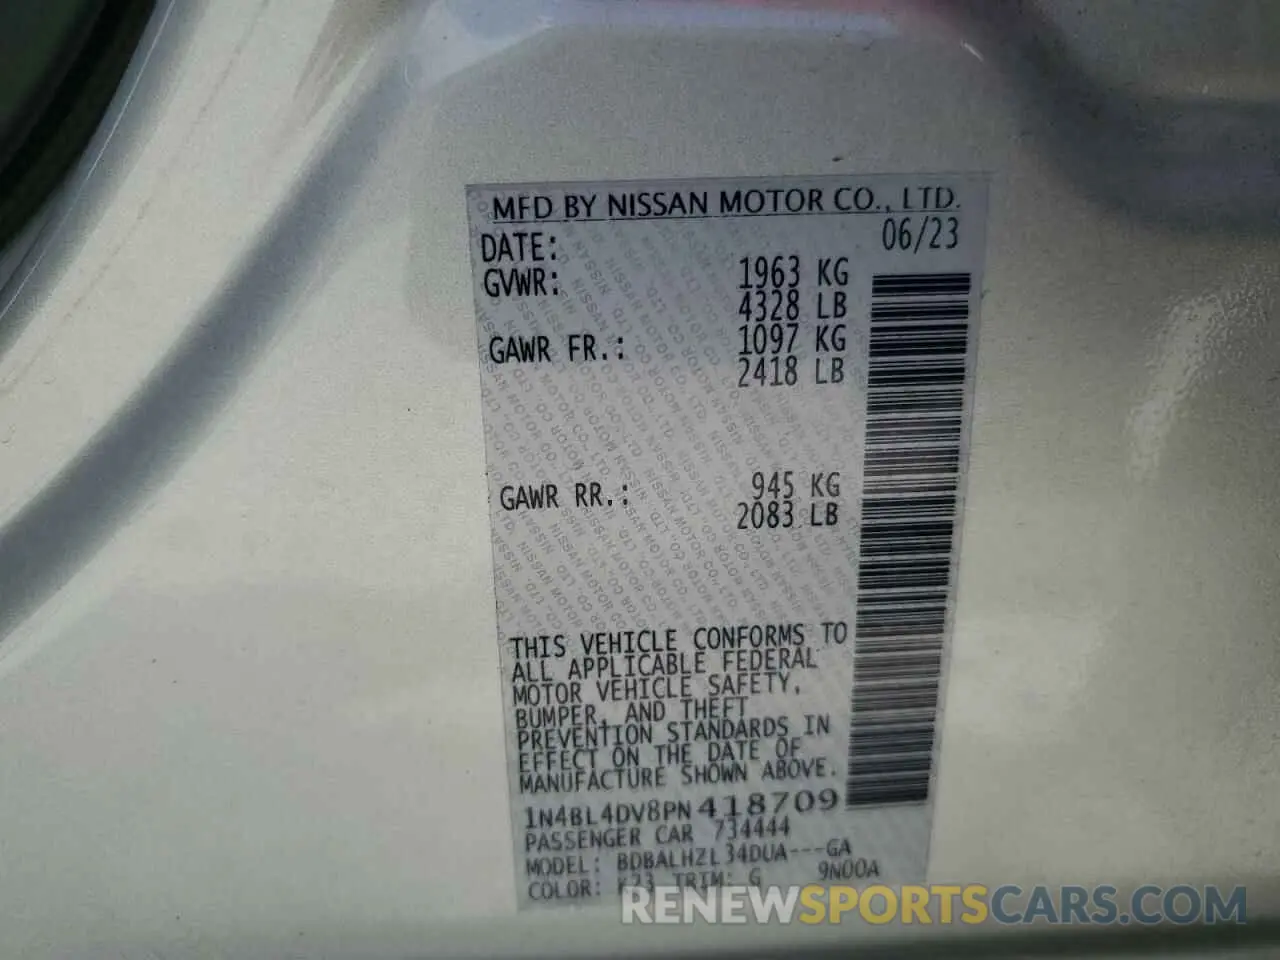 MFD BY NISSAN MOTOR CO., LTD.
DATE: 06/23
GVWR: 1963 KG
4328 LB
GAWR FR.: 1097 KG
2418 LB
GAWR RR.: 945 KG
2083 LB
THIS VEHICLE CONFORMS TO
ALL APPLICABLE FEDERAL
MOTOR VEHICLE SAFETY,
BUMPER, AND THEFT
PREVENTION STANDARDS IN
EFFECT ON THE DATE OF
MANUFACTURE SHOWN ABOVE.
1N4BL4DV8PN418709
PASSENGER CAR 734444
MODEL: BDBALHZL34DUA---GA
COLOR: K23 TRIM: G 9N00A
RENEWSPORTSCARS.COM